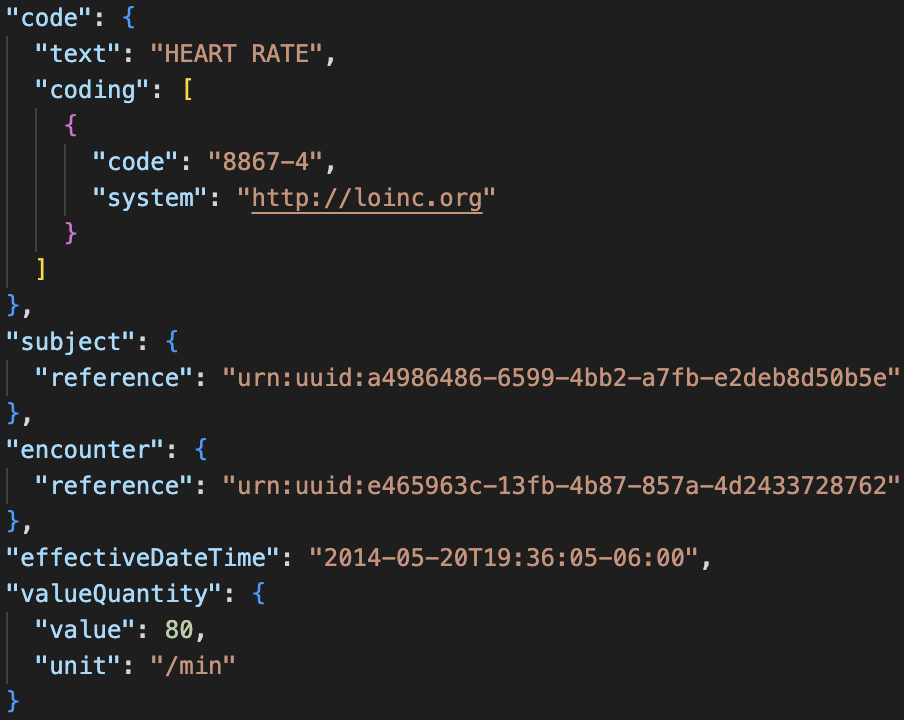 "code": {
"text": "HEART RATE",
"coding": [
{
"code": "8867-4",
"system": "http://loinc.org"
}
]
},
"subject": {
"reference": "urn:uuid:a4986486-6599-4bb2-a7fb-e2deb8d50b5e"
},
"encounter": {
"reference": "urn:uuid:e465963c-13fb-4b87-857a-4d2433728762"
},
"effectiveDateTime": "2014-05-20T19:36:05-06:00",
"valueQuantity": {
"value": 80,
"unit": "/min"
}